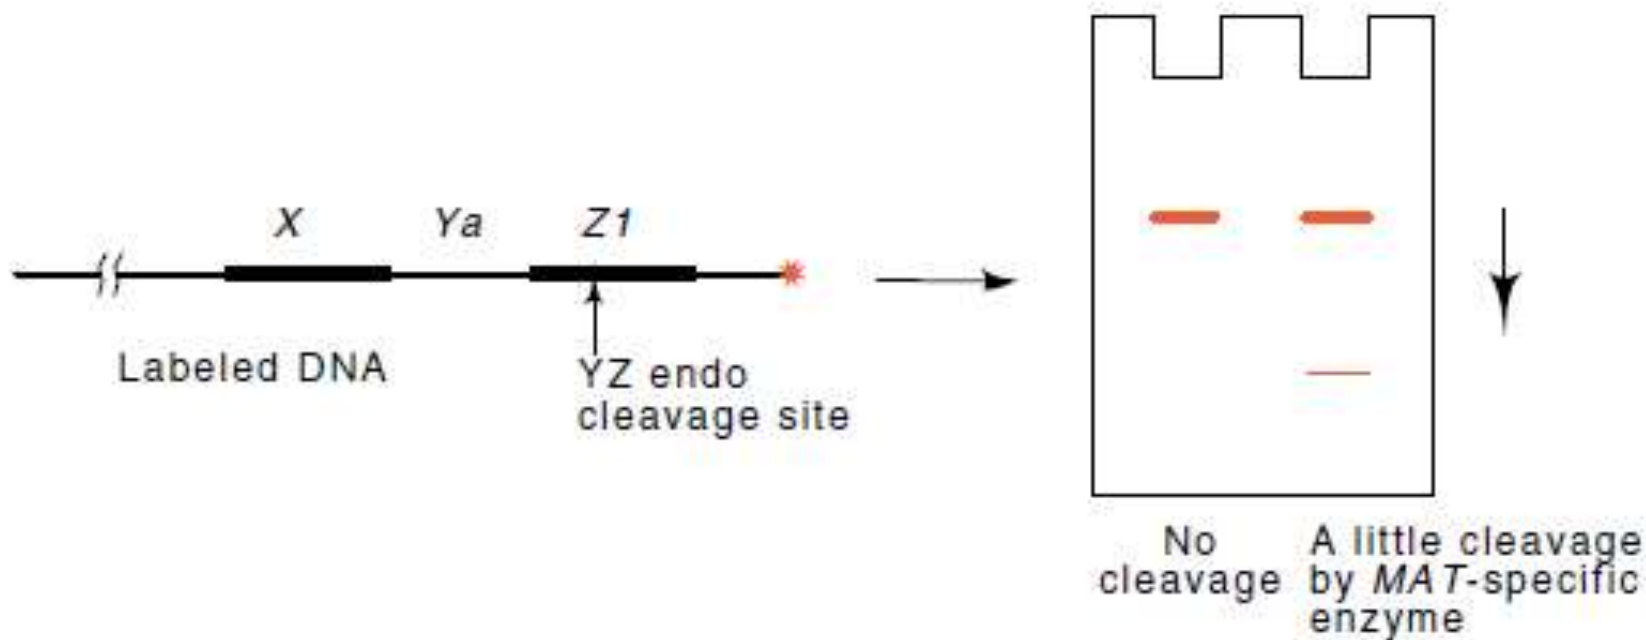 X Ya Z1
Labeled DNA
YZ endo
cleavage site
No
cleavage
A little cleavage
by MAT-specific
enzyme